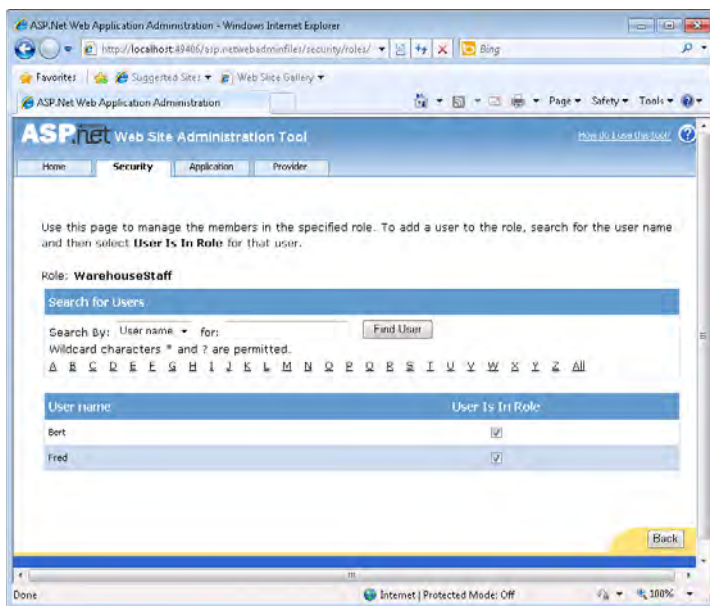 ASP.Net Web Application Administration - Windows Internet Explorer
http://localhost:49406/asp.netwebadminfiles/security/roles/
Bing
Favorites Suggested Sites Web Slice Gallery
ASP.Net Web Application Administration Page Safety Tools
ASP.net Web Site Administration Tool How do I use this tool?
Home Security Application Provider
Use this page to manage the members in the specified role. To add a user to the role, search for the user name
and then select User Is In Role for that user.
Role: WarehouseStaff
Search for Users
Search By: User name for: Find User
Wildcard characters * and ? are permitted.
A B C D E F G H I J K L M N O P Q R S T U V W X Y Z All
User name User Is In Role
Bert
Fred
Back
Done Internet | Protected Mode: Off 100%